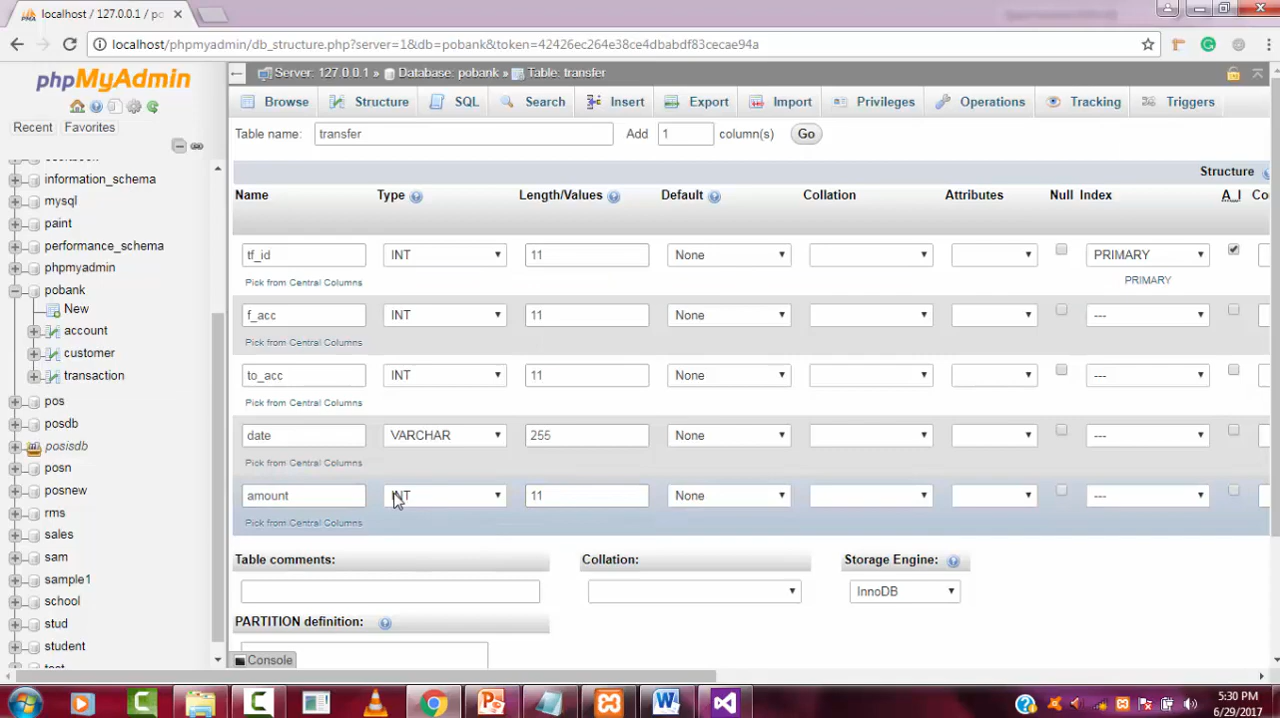 localhost / 127.0.0.1 / po
localhost/phpmyadmin/db_structure.php?server=1&db=pobank&token=42426ec264e38ce4dbabdf83cecae94a
phpMyAdmin
Recent Favorites
information_schema
mysql
paint
performance_schema
phpmyadmin
pobank
New
account
customer
transaction
pos
posdb
posisdb
posn
posnew
rms
sales
sam
sample1
school
stud
student
Server: 127.0.0.1 » Database: pobank » Table: transfer
Browse Structure SQL Search Insert Export Import Privileges Operations Tracking Triggers
Table name: transfer Add 1 column(s) Go
Structure
Name Type Length/Values Default Collation Attributes Null Index A_I Co
tf_id INT 11 None PRIMARY
Pick from Central Columns PRIMARY
f_acc INT 11 None ---
Pick from Central Columns
to_acc INT 11 None ---
Pick from Central Columns
date VARCHAR 255 None ---
Pick from Central Columns
amount INT 11 None ---
Pick from Central Columns
Table comments: Collation: Storage Engine:
InnoDB
PARTITION definition:
Console
5:30 PM
6/29/2017